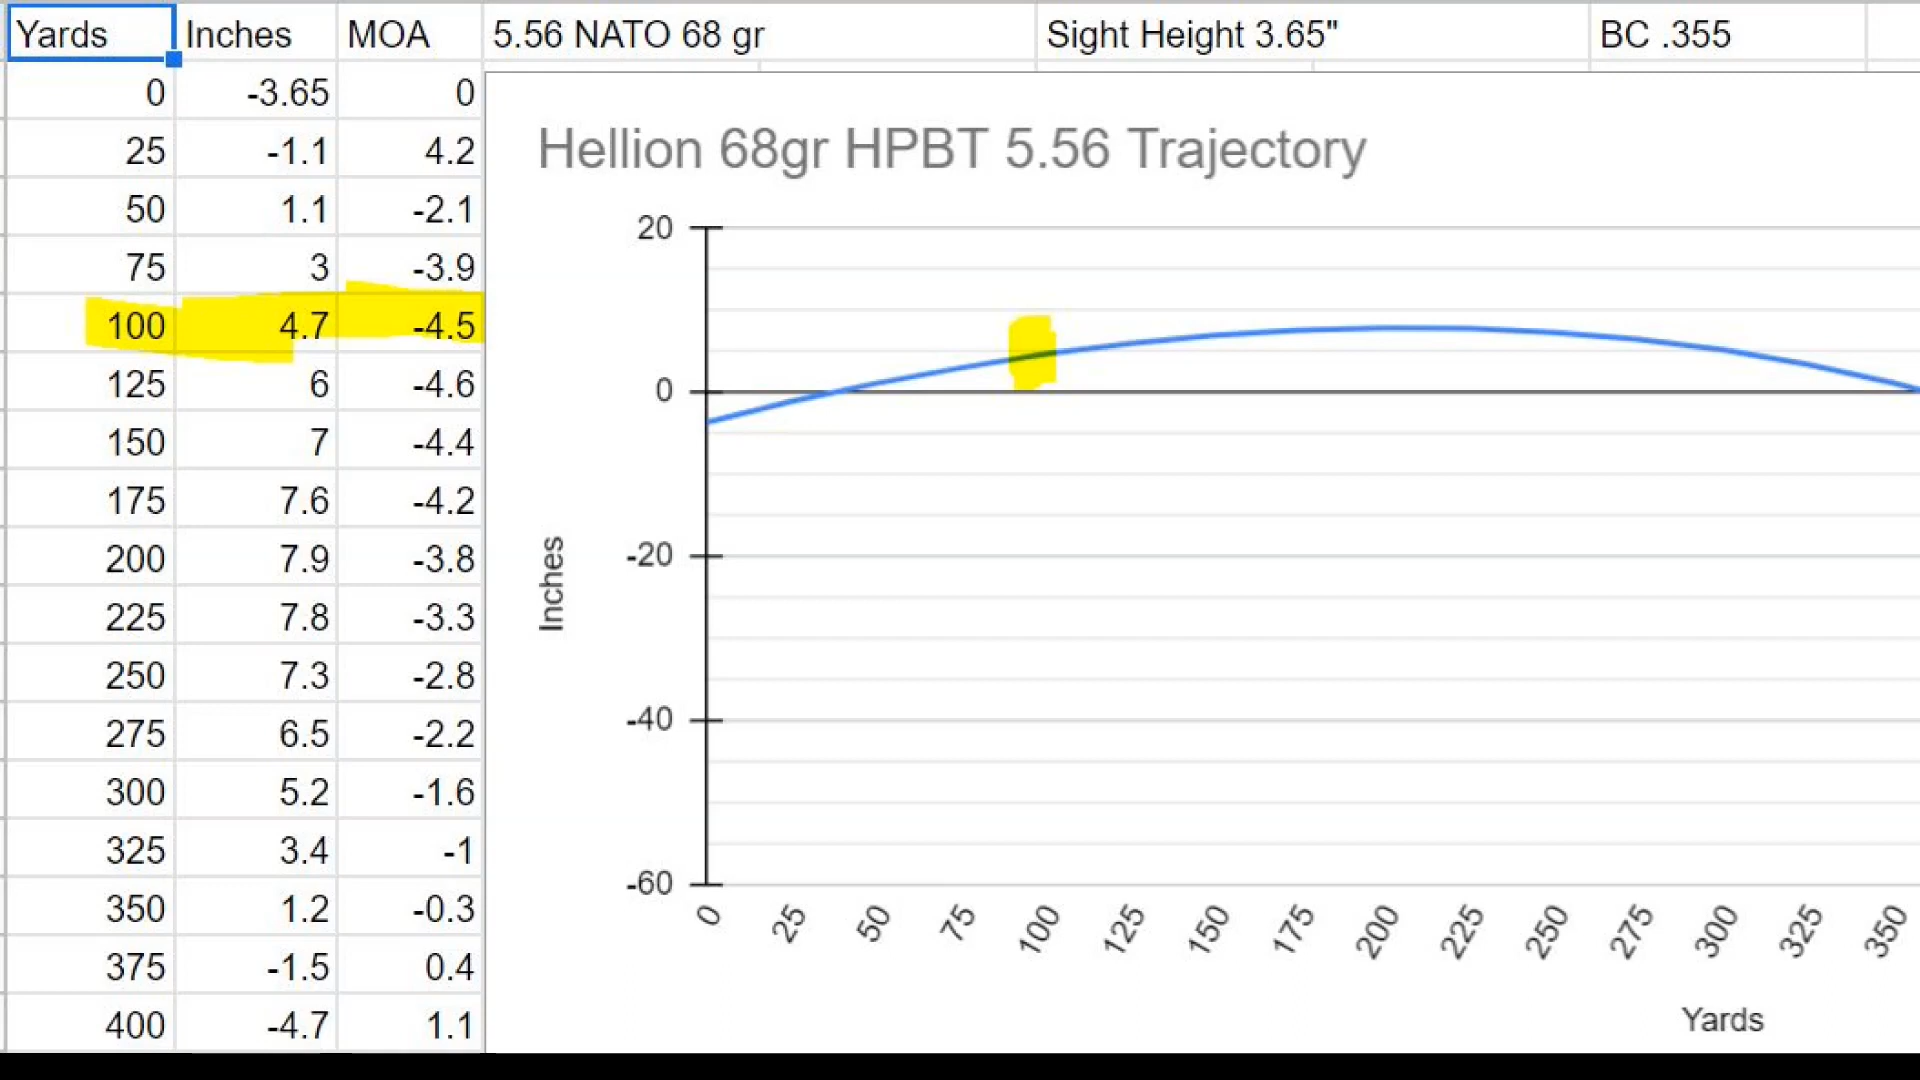 Yards Inches MOA 5.56 NATO 68 gr Sight Height 3.65" BC .355
0 -3.65 0
25 -1.1 4.2
50 1.1 -2.1
75 3 -3.9
100 4.7 -4.5
125 6 -4.6
150 7 -4.4
175 7.6 -4.2
200 7.9 -3.8
225 7.8 -3.3
250 7.3 -2.8
275 6.5 -2.2
300 5.2 -1.6
325 3.4 -1
350 1.2 -0.3
375 -1.5 0.4
400 -4.7 1.1
Hellion 68gr HPBT 5.56 Trajectory
20
0
-20
-40
-60
Inches
0 25 50 75 100 125 150 175 200 225 250 275 300 325 350
Yards